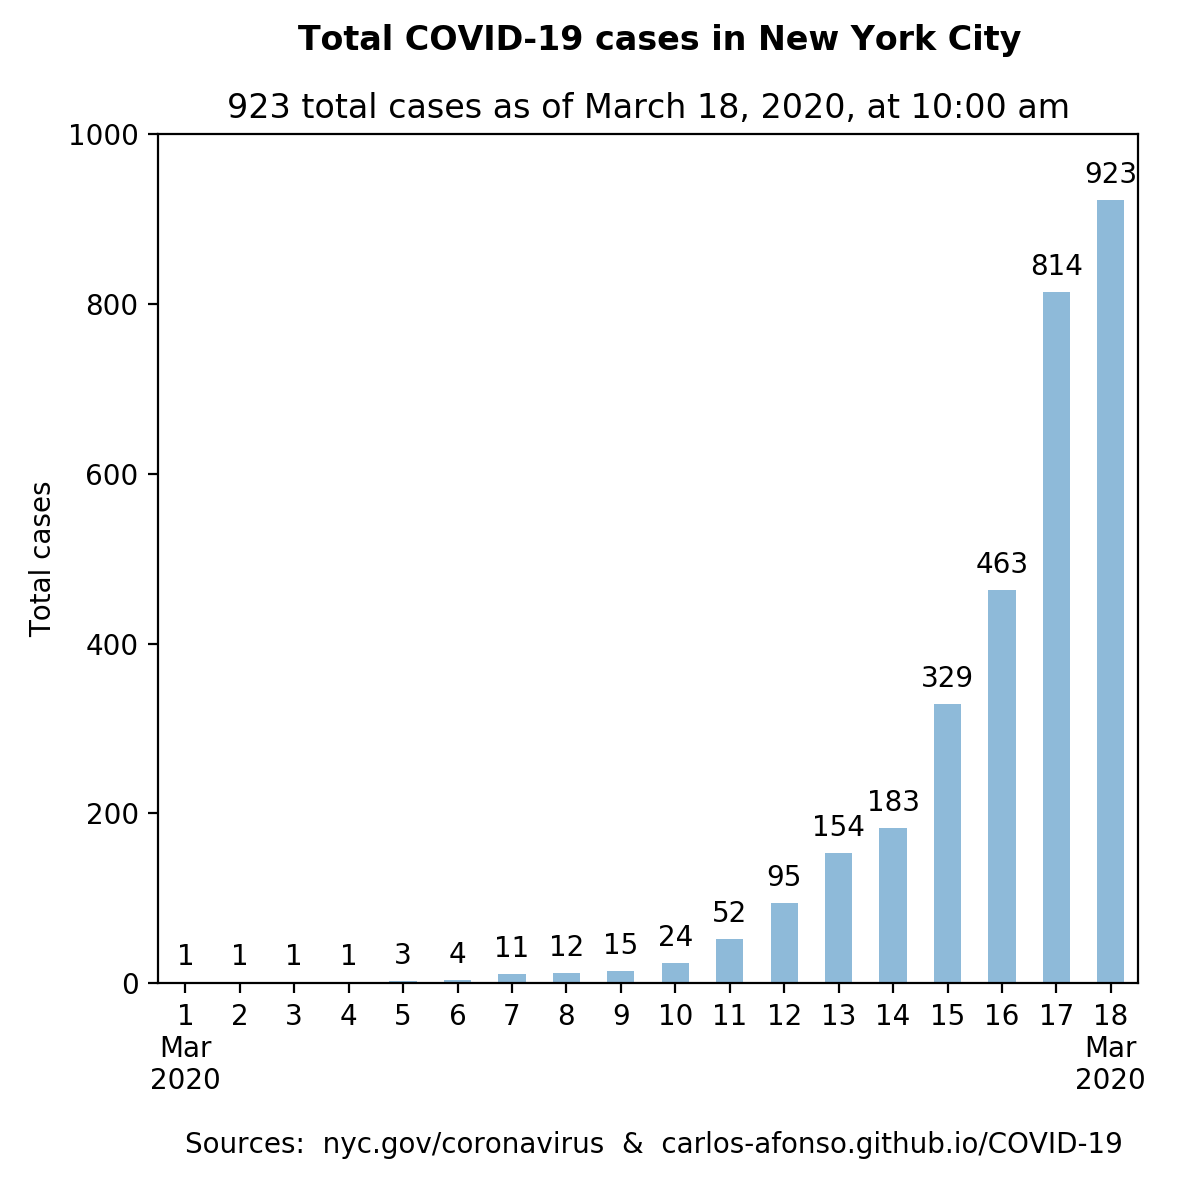 Total COVID-19 cases in New York City
923 total cases as of March 18, 2020, at 10:00 am
1000
800
600
400
200
0
Total cases
1 1 1 1 3 4 11 12 15 24 52 95 154 183 329 463 814 923
1 2 3 4 5 6 7 8 9 10 11 12 13 14 15 16 17 18
Mar Mar
2020 2020
Sources: nyc.gov/coronavirus & carlos-afonso.github.io/COVID-19